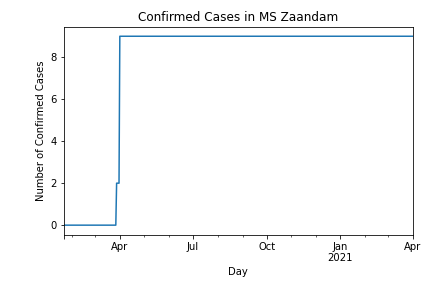 Confirmed Cases in MS Zaandam
Number of Confirmed Cases
8
6
4
2
0
Apr
Jul
Oct
Jan
2021
Apr
Day